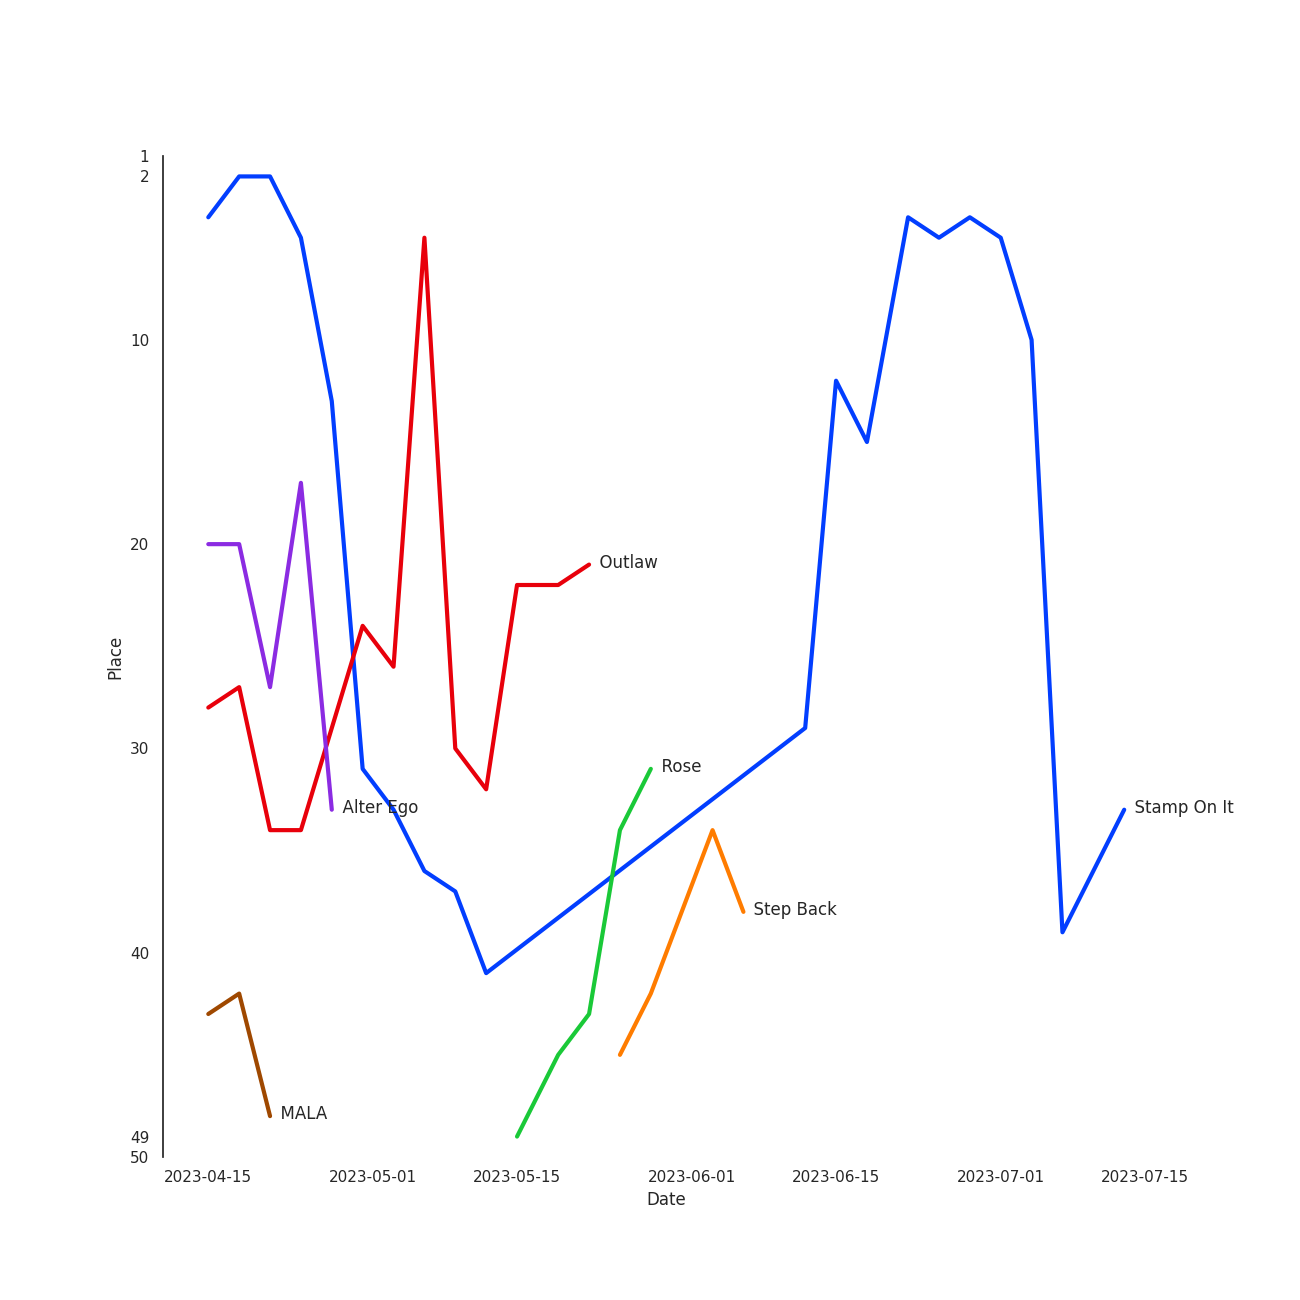 1
2
10
20
30
40
49
50
Place
Outlaw
Rose
Alter Ego
Stamp On It
Step Back
MALA
2023-04-15 2023-05-01 2023-05-15 2023-06-01 2023-06-15 2023-07-01 2023-07-15
Date